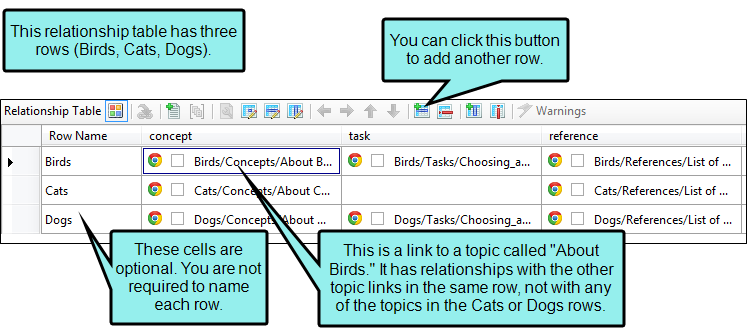 This relationship table has three
rows (Birds, Cats, Dogs).
You can click this button
to add another row.
Relationship Table
Warnings
Row Name concept task reference
Birds Birds/Concepts/About B... Birds/Tasks/Choosing_a... Birds/References/List of ...
Cats Cats/Concepts/About C... Cats/References/List of ...
Dogs Dogs/Concepts/About ... Dogs/Tasks/Choosing_a... Dogs/References/List of ...
These cells are
optional. You are not
required to name
each row.
This is a link to a topic called "About
Birds." It has relationships with the other
topic links in the same row, not with any
of the topics in the Cats or Dogs rows.